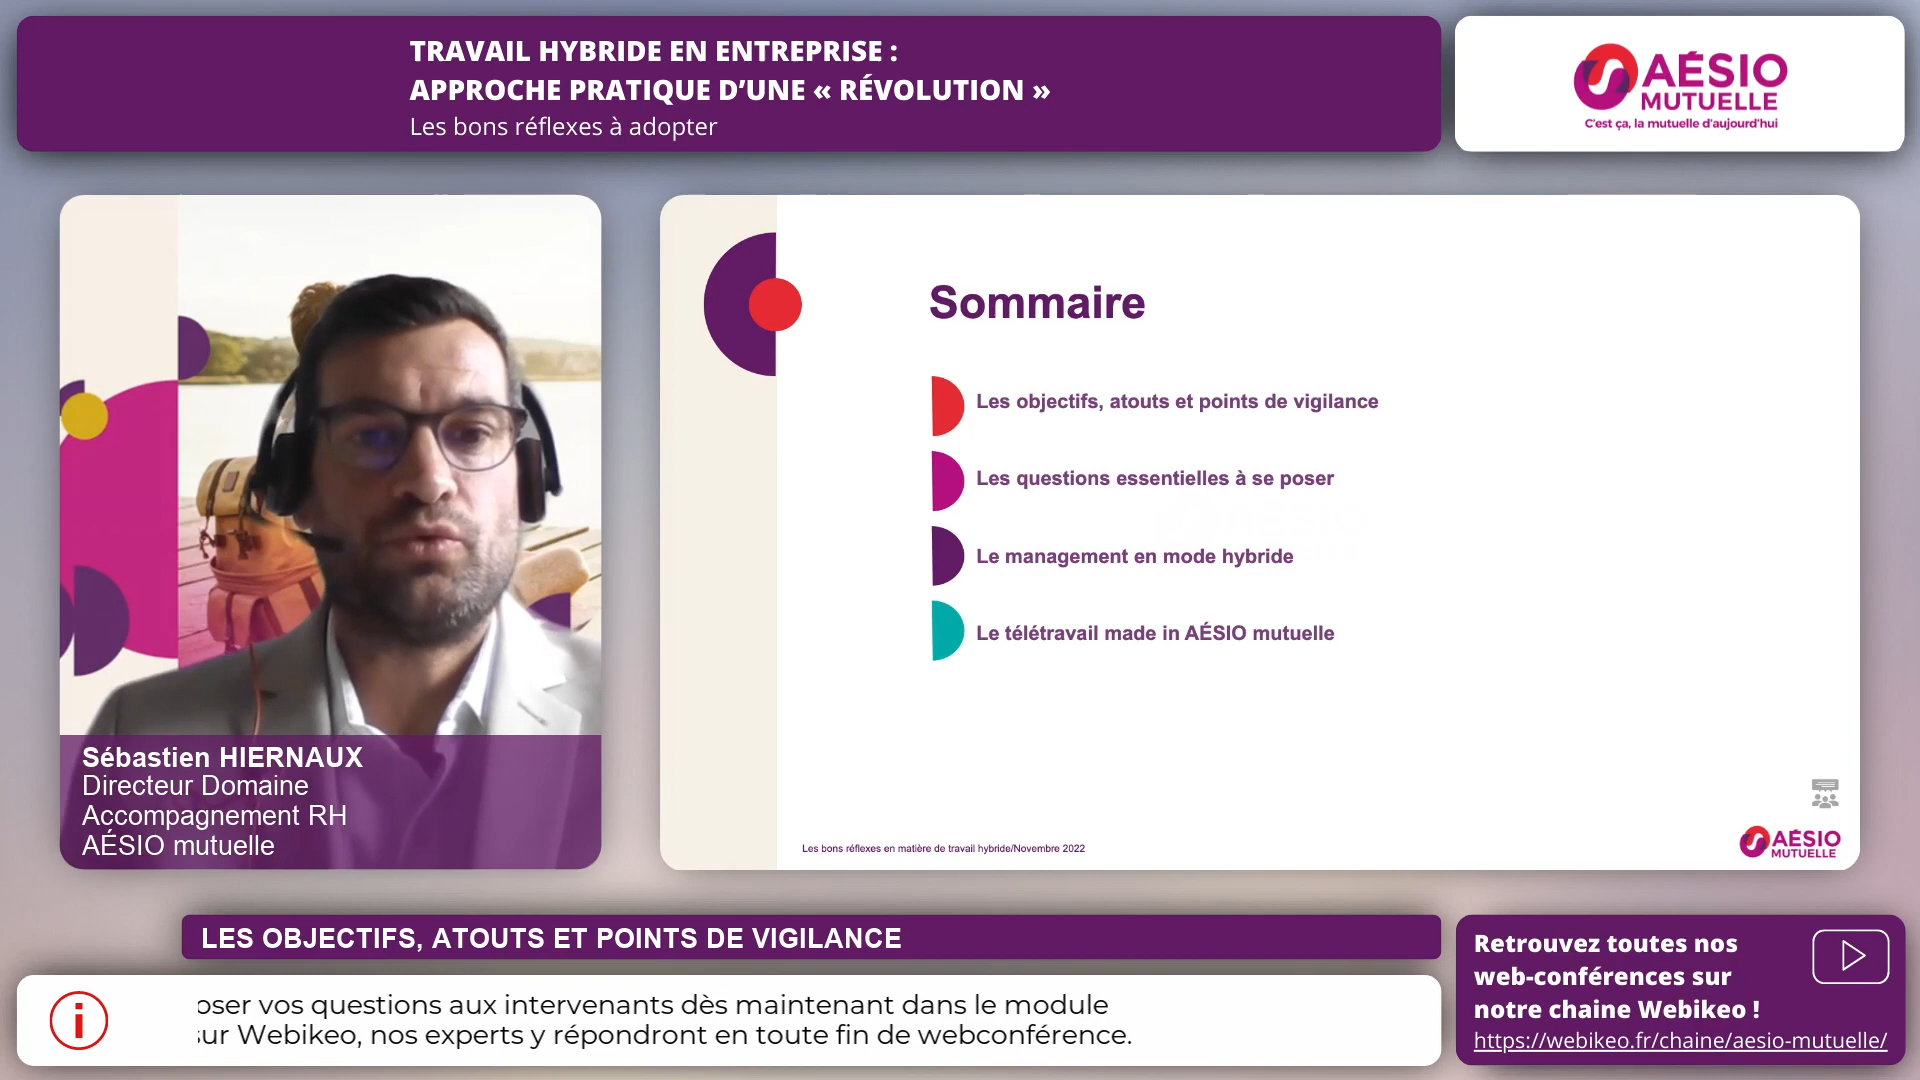 TRAVAIL HYBRIDE EN ENTREPRISE :
APPROCHE PRATIQUE D’UNE « RÉVOLUTION »
Les bons réflexes à adopter
AÉSIO
MUTUELLE
C'est ça, la mutuelle d'aujourd'hui
Sébastien HIERNAUX
Directeur Domaine
Accompagnement RH
AÉSIO mutuelle
Sommaire
Les objectifs, atouts et points de vigilance
Les questions essentielles à se poser
Le management en mode hybride
Le télétravail made in AÉSIO mutuelle
Les bons réflexes en matière de travail hybride/Novembre 2022
AÉSIO
MUTUELLE
LES OBJECTIFS, ATOUTS ET POINTS DE VIGILANCE
oser vos questions aux intervenants dès maintenant dans le module
sur Webikeo, nos experts y répondront en toute fin de webconférence.
Retrouvez toutes nos
web-conférences sur
notre chaine Webikeo !
https://webikeo.fr/chaine/aesio-mutuelle/